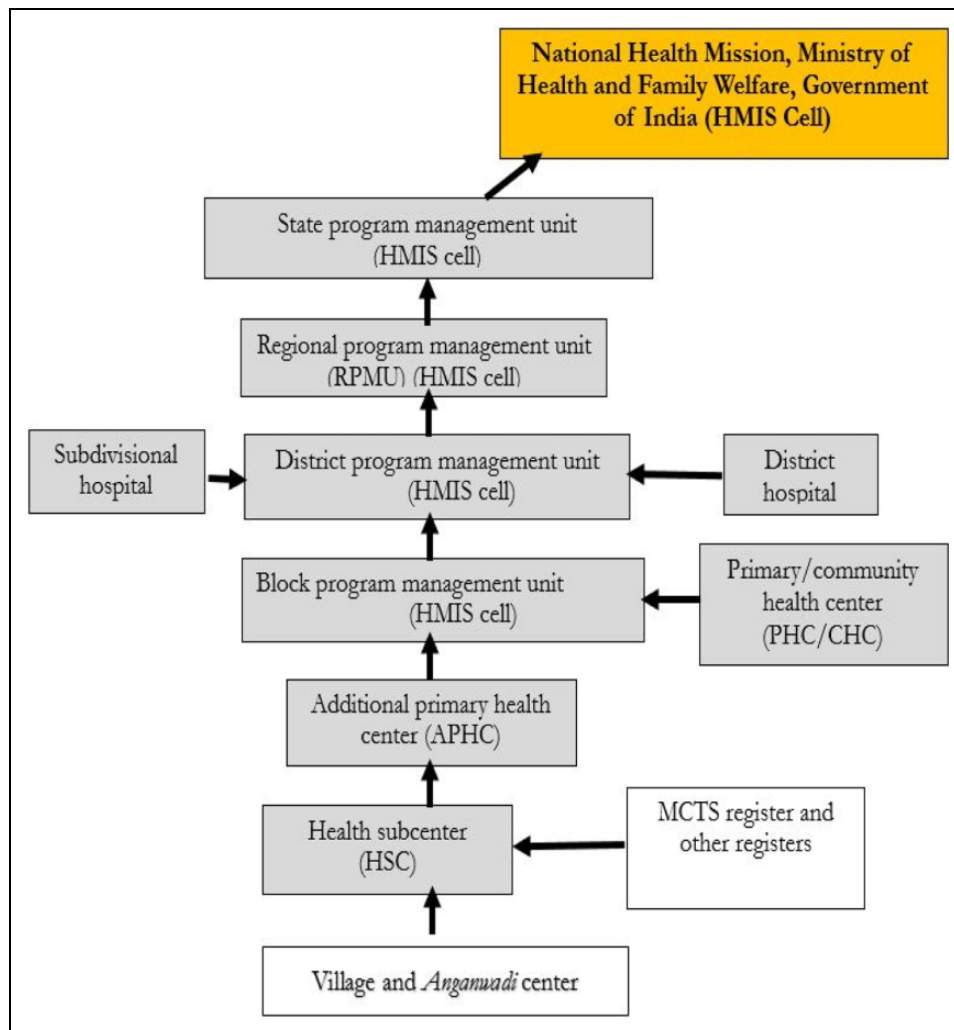 National Health Mission, Ministry of
Health and Family Welfare, Government
of India (HMIS Cell)
State program management unit
(HMIS cell)
Regional program management unit
(RPMU) (HMIS cell)
Subdivisional
hospital
District program management unit
(HMIS cell)
District
hospital
Block program management unit
(HMIS cell)
Primary/community
health center
(PHC/CHC)
Additional primary health
center (APHC)
Health subcenter
(HSC)
MCTS register and
other registers
Village and Anganwadi center